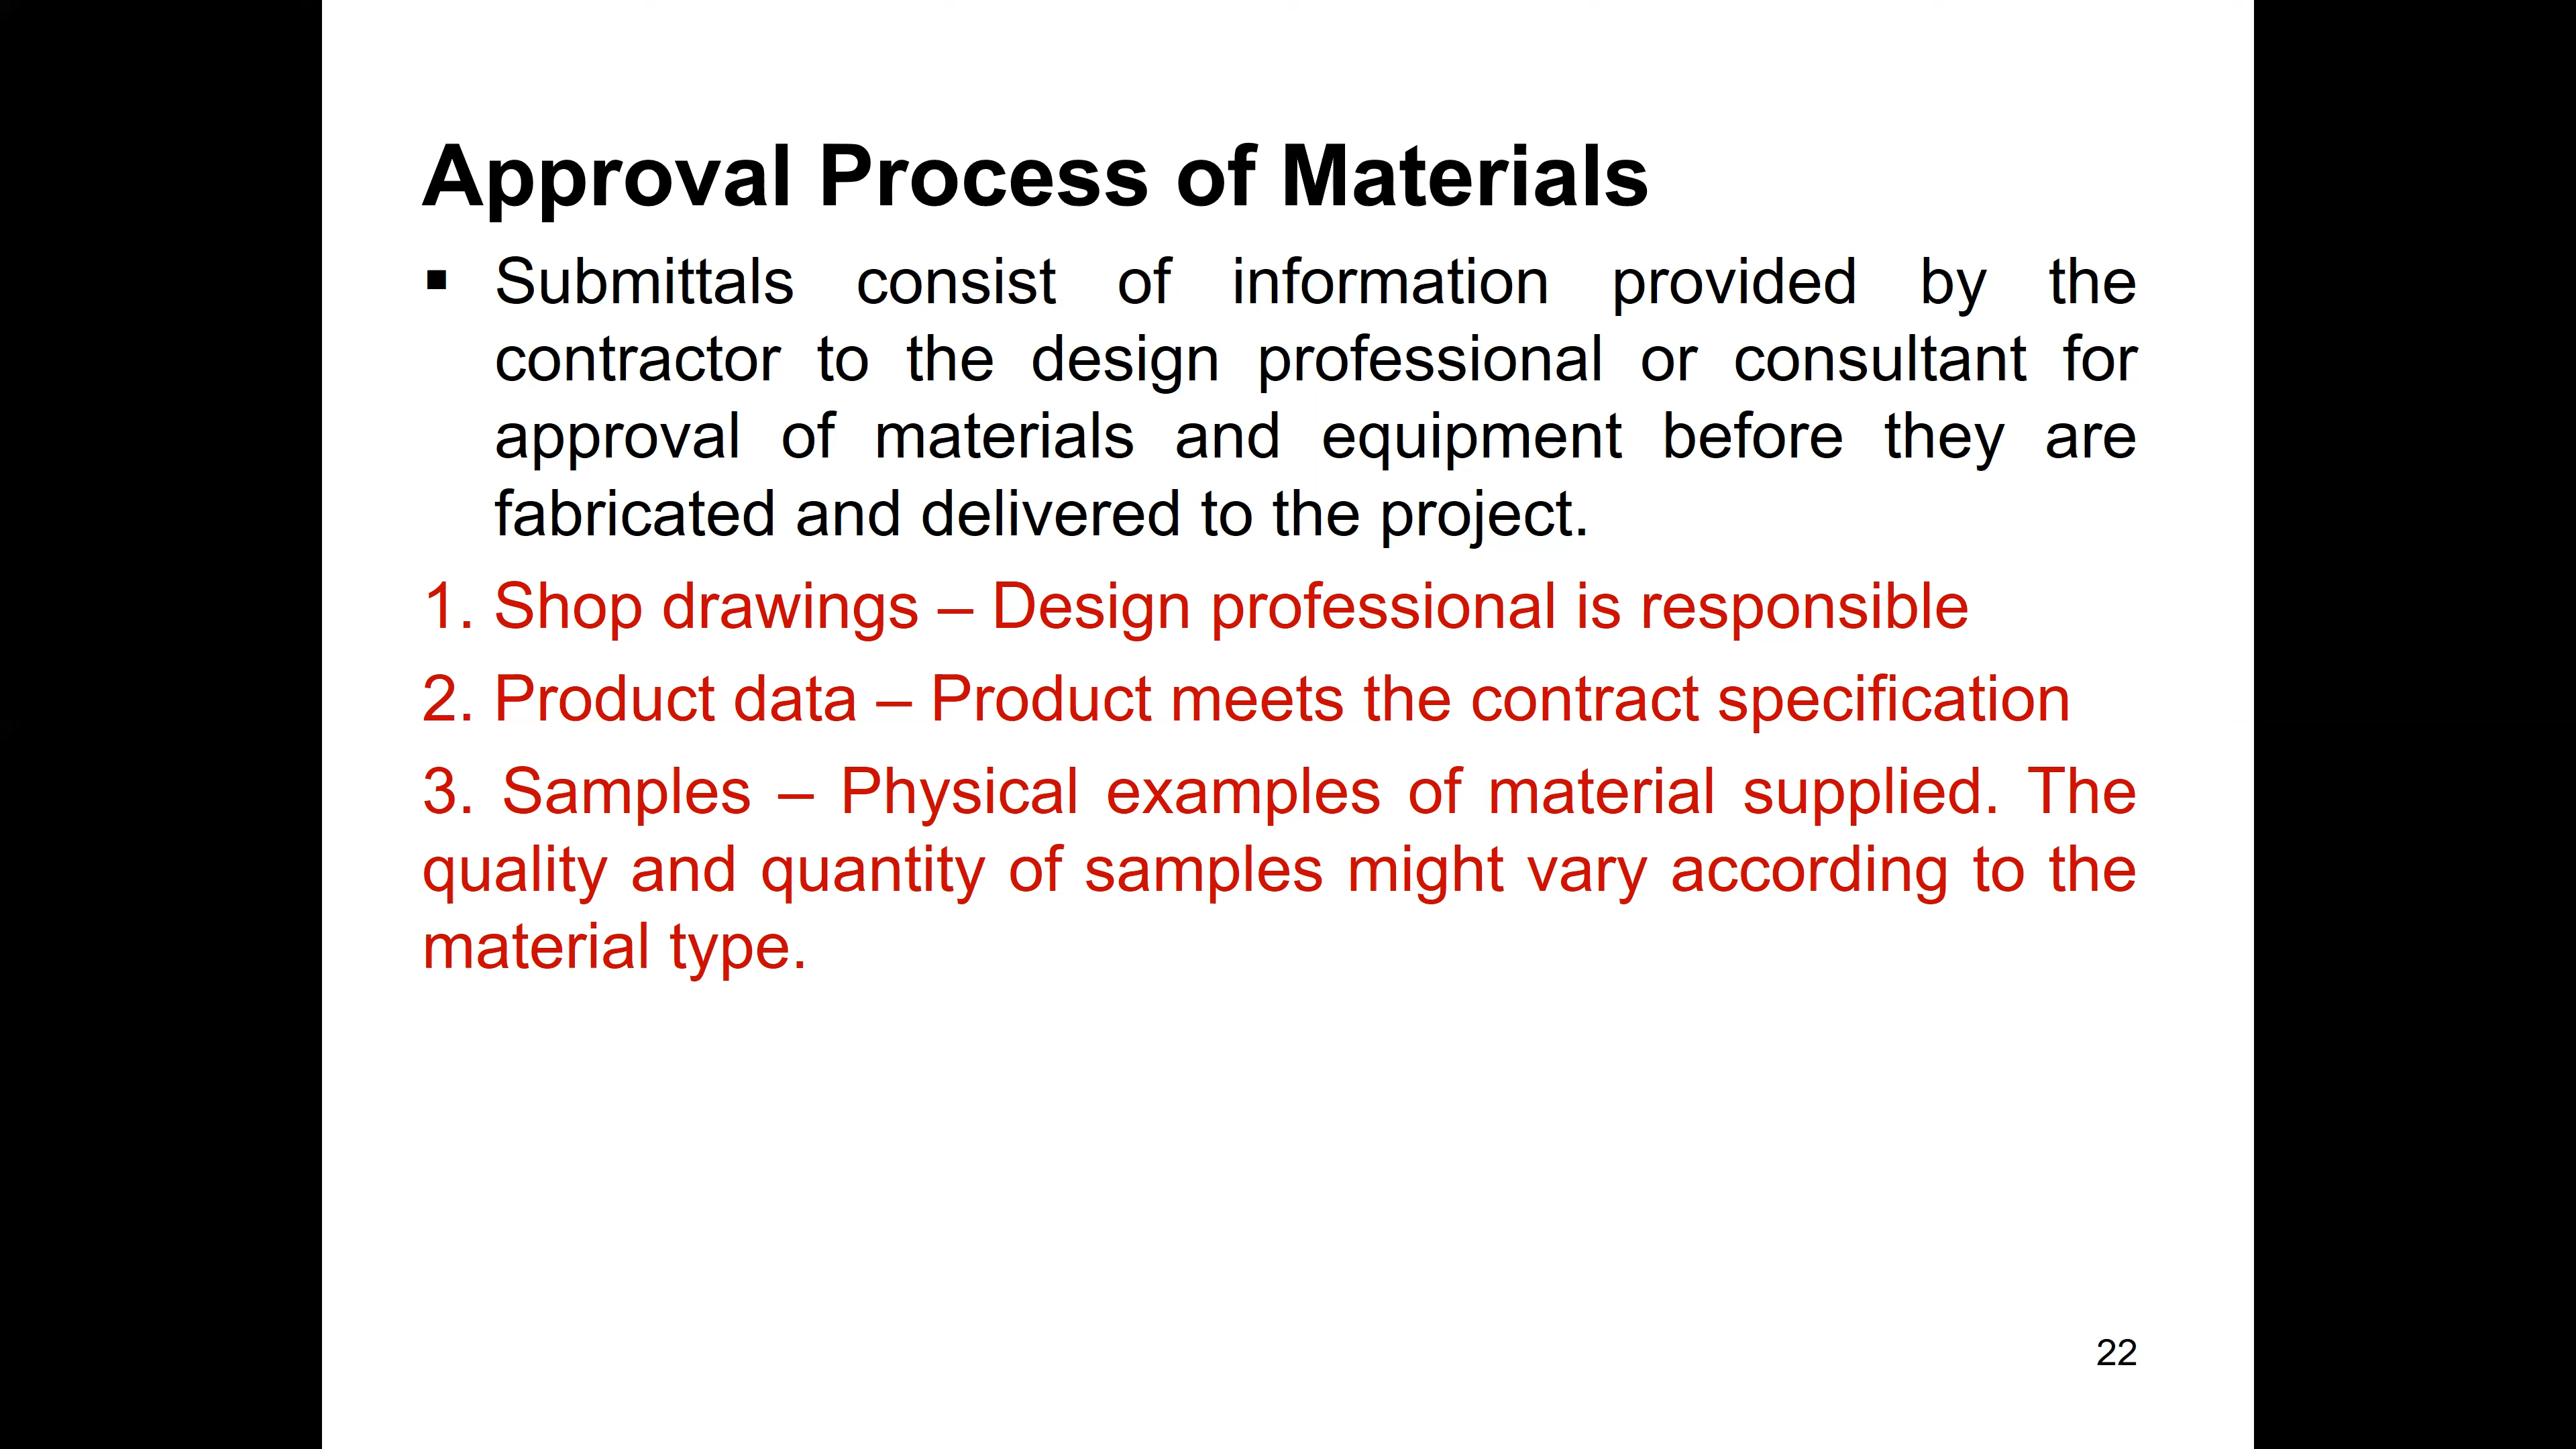 Approval Process of Materials
▪ Submittals consist of information provided by the
contractor to the design professional or consultant for
approval of materials and equipment before they are
fabricated and delivered to the project.
1. Shop drawings – Design professional is responsible
2. Product data – Product meets the contract specification
3. Samples – Physical examples of material supplied. The
quality and quantity of samples might vary according to the
material type.
22